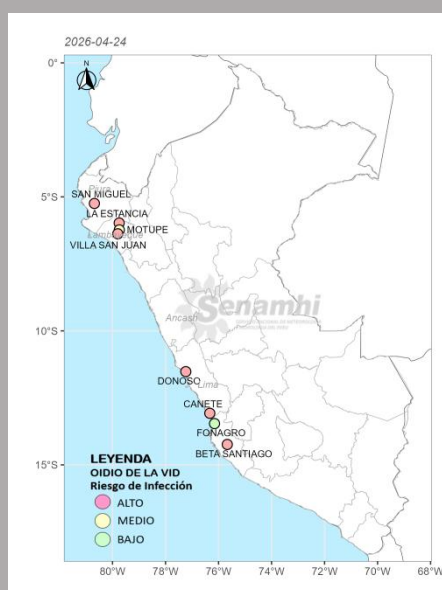 2026-04-24
N
0°
Piura
SAN MIGUEL
5°S
LA ESTANCIA
MOTUPE
Lambayeque
VILLA SAN JUAN
Senamhi
Ancash
10°S
DONOSO
Lima
CANETE
FONAGRO
BETA SANTIAGO
LEYENDA
OIDIO DE LA VID
Riesgo de Infección
ALTO
MEDIO
BAJO
15°S
80°W 78°W 76°W 74°W 72°W 70°W 68°W